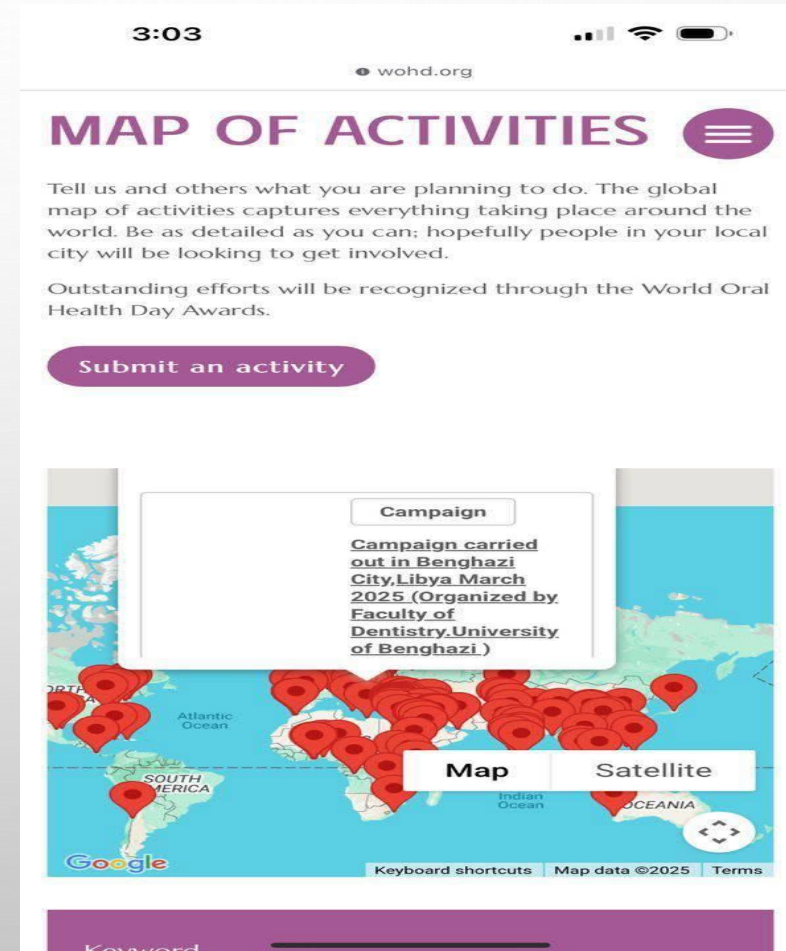 3:03
wohd.org
MAP OF ACTIVITIES
Tell us and others what you are planning to do. The global
map of activities captures everything taking place around the
world. Be as detailed as you can; hopefully people in your local
city will be looking to get involved.
Outstanding efforts will be recognized through the World Oral
Health Day Awards.
Submit an activity
Campaign
Campaign carried
out in Benghazi
City,Libya March
2025 (Organized by
Faculty of
Dentistry.University
of Benghazi )
Atlantic
Ocean
Map
Satellite
SOUTH
MERICA
Indian
Ocean
OCEANIA
Google
Keyboard shortcuts
Map data ©2025
Terms
Keyword